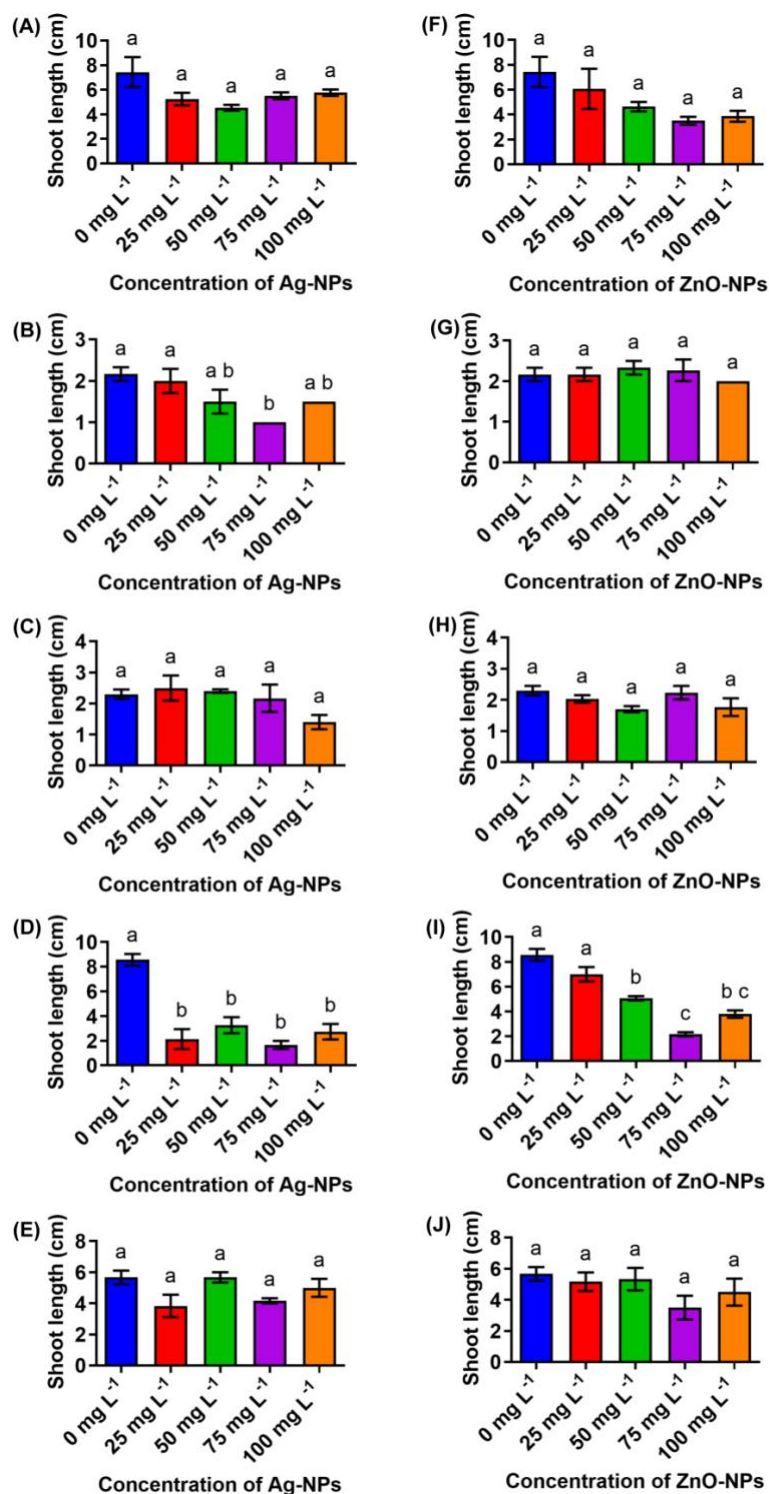 (A)
Shoot length (cm)
10
8
6
4
2
0
a
a
a
a
a
0 mg L⁻¹
25 mg L⁻¹
50 mg L⁻¹
75 mg L⁻¹
100 mg L⁻¹
Concentration of Ag-NPs
(F)
Shoot length (cm)
10
8
6
4
2
0
a
a
a
a
a
0 mg L⁻¹
25 mg L⁻¹
50 mg L⁻¹
75 mg L⁻¹
100 mg L⁻¹
Concentration of ZnO-NPs
(B)
Shoot length (cm)
3
2
1
0
a
a
a b
b
a b
0 mg L⁻¹
25 mg L⁻¹
50 mg L⁻¹
75 mg L⁻¹
100 mg L⁻¹
Concentration of Ag-NPs
(G)
Shoot length (cm)
3
2
1
0
a
a
a
a
a
0 mg L⁻¹
25 mg L⁻¹
50 mg L⁻¹
75 mg L⁻¹
100 mg L⁻¹
Concentration of ZnO-NPs
(C)
Shoot length (cm)
4
3
2
1
0
a
a
a
a
a
0 mg L⁻¹
25 mg L⁻¹
50 mg L⁻¹
75 mg L⁻¹
100 mg L⁻¹
Concentration of Ag-NPs
(H)
Shoot length (cm)
4
3
2
1
0
a
a
a
a
a
0 mg L⁻¹
25 mg L⁻¹
50 mg L⁻¹
75 mg L⁻¹
100 mg L⁻¹
Concentration of ZnO-NPs
(D)
Shoot length (cm)
10
8
6
4
2
0
a
b
b
b
b
0 mg L⁻¹
25 mg L⁻¹
50 mg L⁻¹
75 mg L⁻¹
100 mg L⁻¹
Concentration of Ag-NPs
(I)
Shoot length (cm)
10
8
6
4
2
0
a
a
b
c
b c
0 mg L⁻¹
25 mg L⁻¹
50 mg L⁻¹
75 mg L⁻¹
100 mg L⁻¹
Concentration of ZnO-NPs
(E)
Shoot length (cm)
8
6
4
2
0
a
a
a
a
a
0 mg L⁻¹
25 mg L⁻¹
50 mg L⁻¹
75 mg L⁻¹
100 mg L⁻¹
Concentration of Ag-NPs
(J)
Shoot length (cm)
8
6
4
2
0
a
a
a
a
a
0 mg L⁻¹
25 mg L⁻¹
50 mg L⁻¹
75 mg L⁻¹
100 mg L⁻¹
Concentration of ZnO-NPs